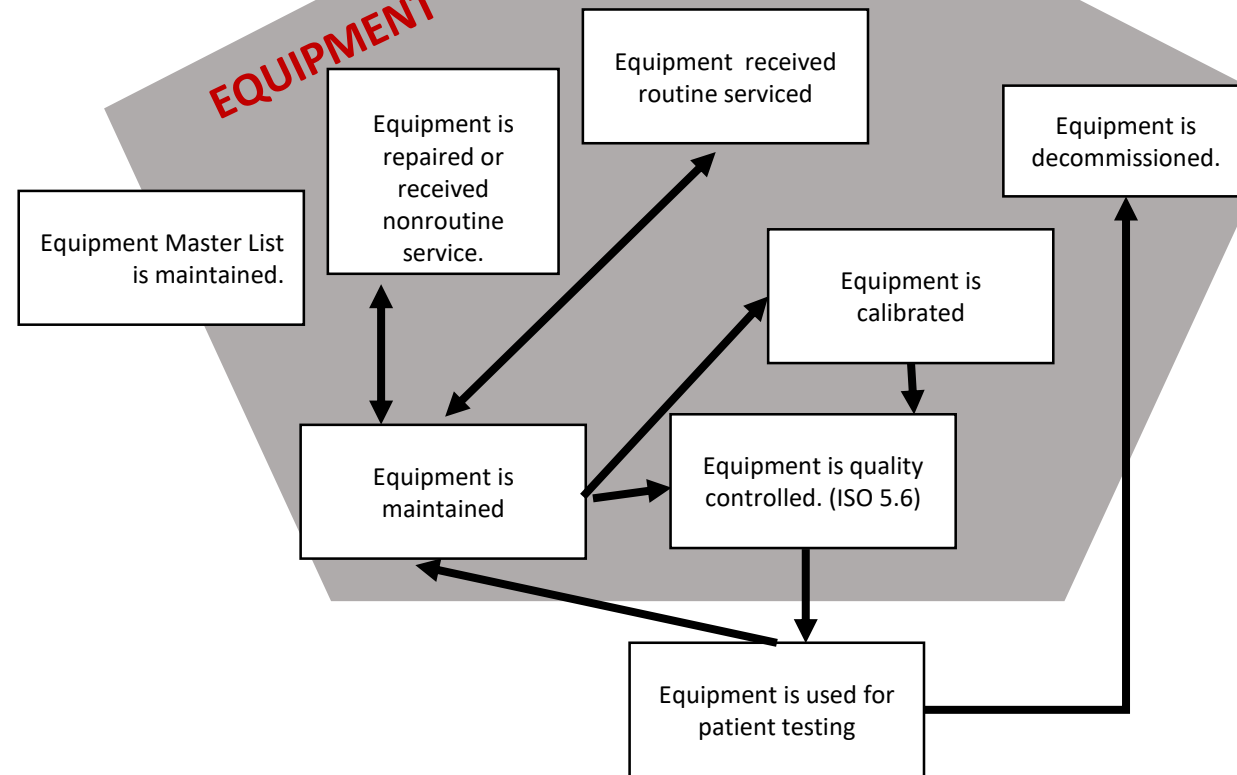 EQUIPMENT
Equipment received
routine serviced
Equipment is
repaired or
received
nonroutine
service.
Equipment is
decommissioned.
Equipment Master List
is maintained.
Equipment is
calibrated
Equipment is
maintained
Equipment is quality
controlled. (ISO 5.6)
Equipment is used for
patient testing